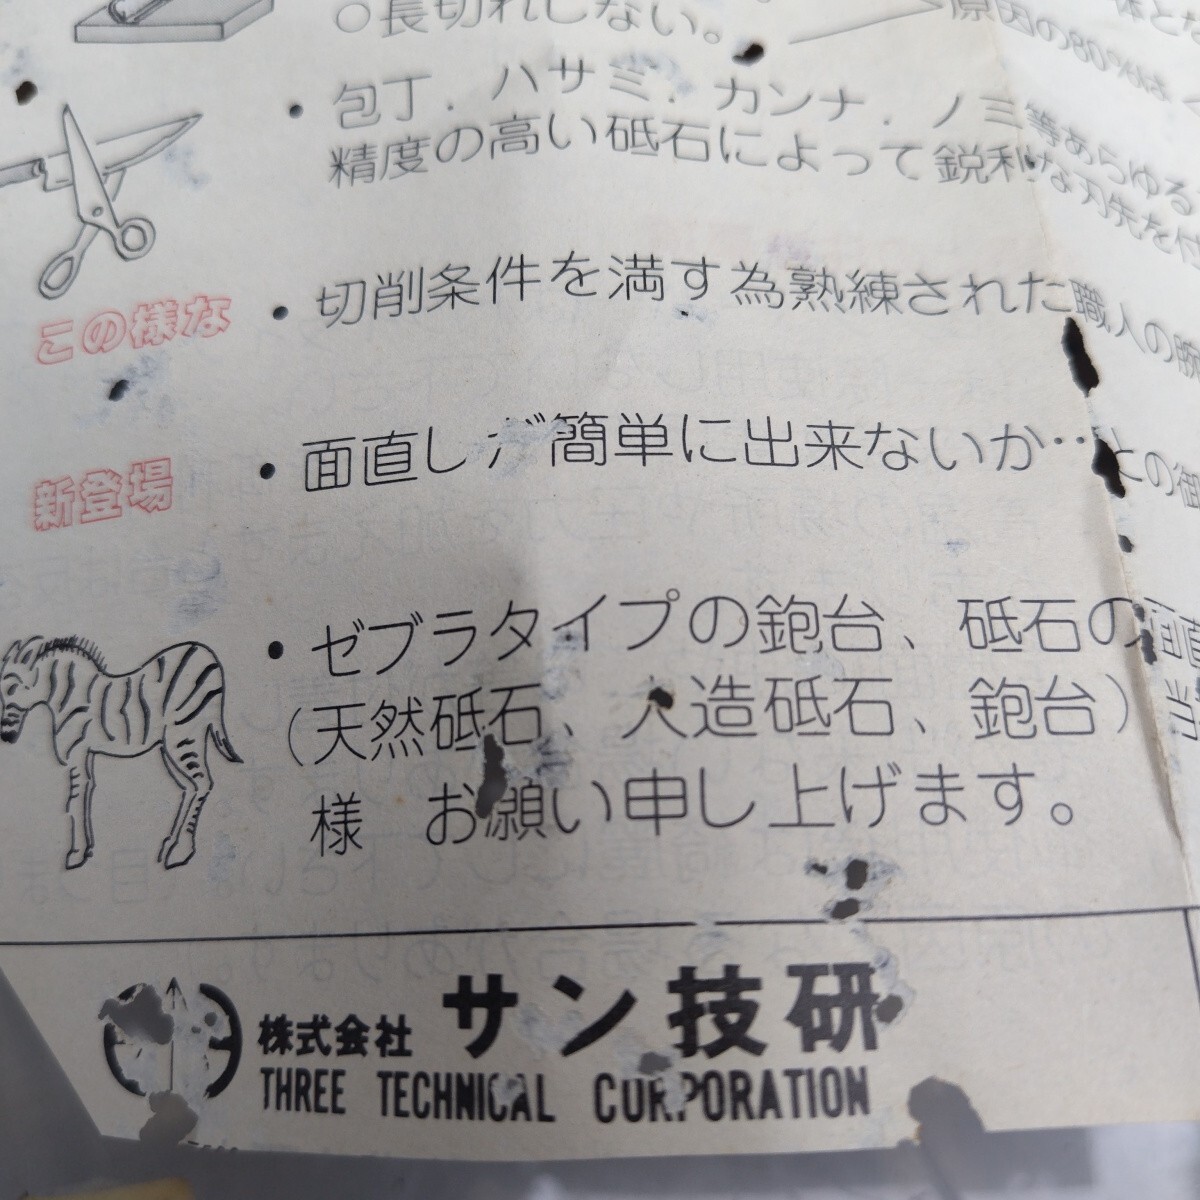 ○長切れしない。
原因の80%は
・包丁．ハサミ．カンナ．ノミ等あらゆる
精度の高い砥石によって鋭利な刃先を
この様な
・切削条件を満す為熟練された職人の腕
新登場
・面直しが簡単に出来ないか…との御
・ゼブラタイプの鉋台、砥石の面直
（天然砥石、人造砥石、鉋台）
様 お願い申し上げます。
株式会社 サン技研
THREE TECHNICAL CORPORATION